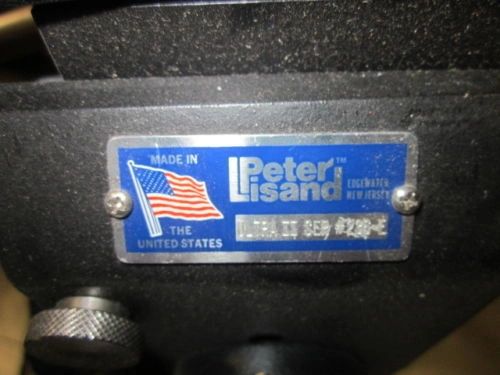 MADE IN
THE
UNITED STATES
Peter ™
Lisand
EDGEWATER
NEW JERSEY
ULTRA II SER #